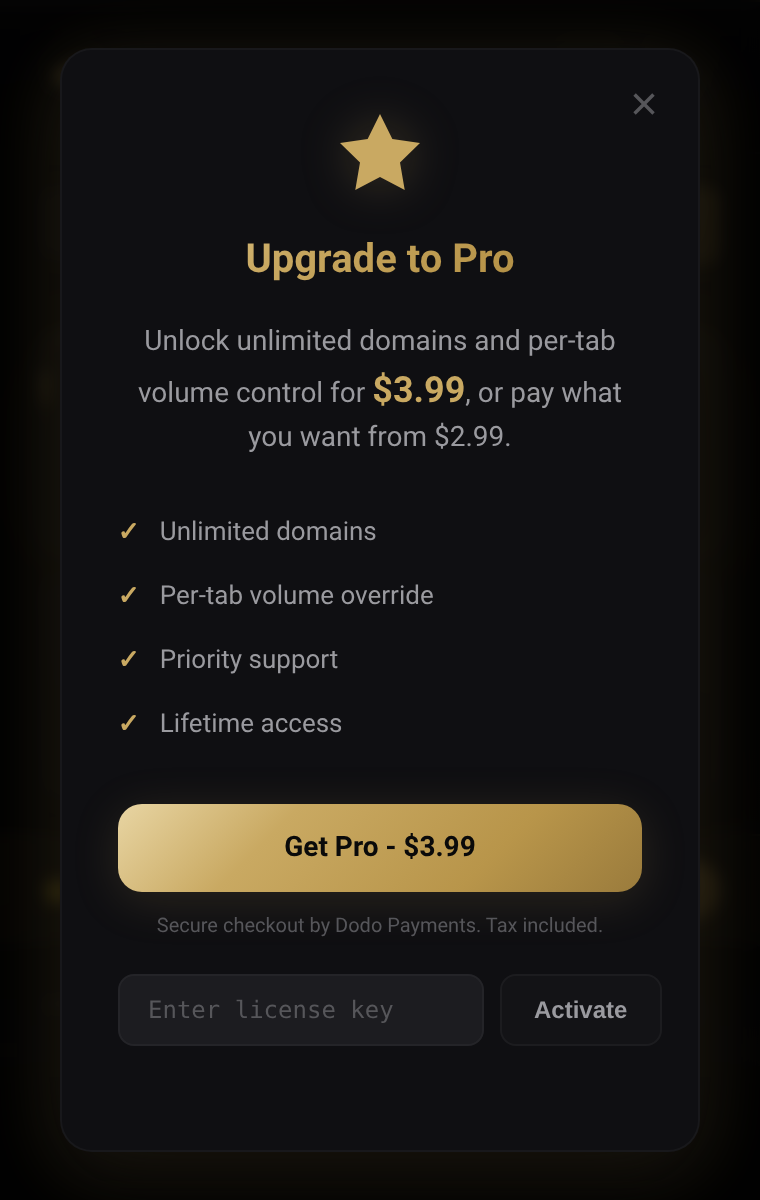 Upgrade to Pro
Unlock unlimited domains and per-tab
volume control for $3.99, or pay what
you want from $2.99.
✓ Unlimited domains
✓ Per-tab volume override
✓ Priority support
✓ Lifetime access
Get Pro - $3.99
Secure checkout by Dodo Payments. Tax included.
Enter license key
Activate